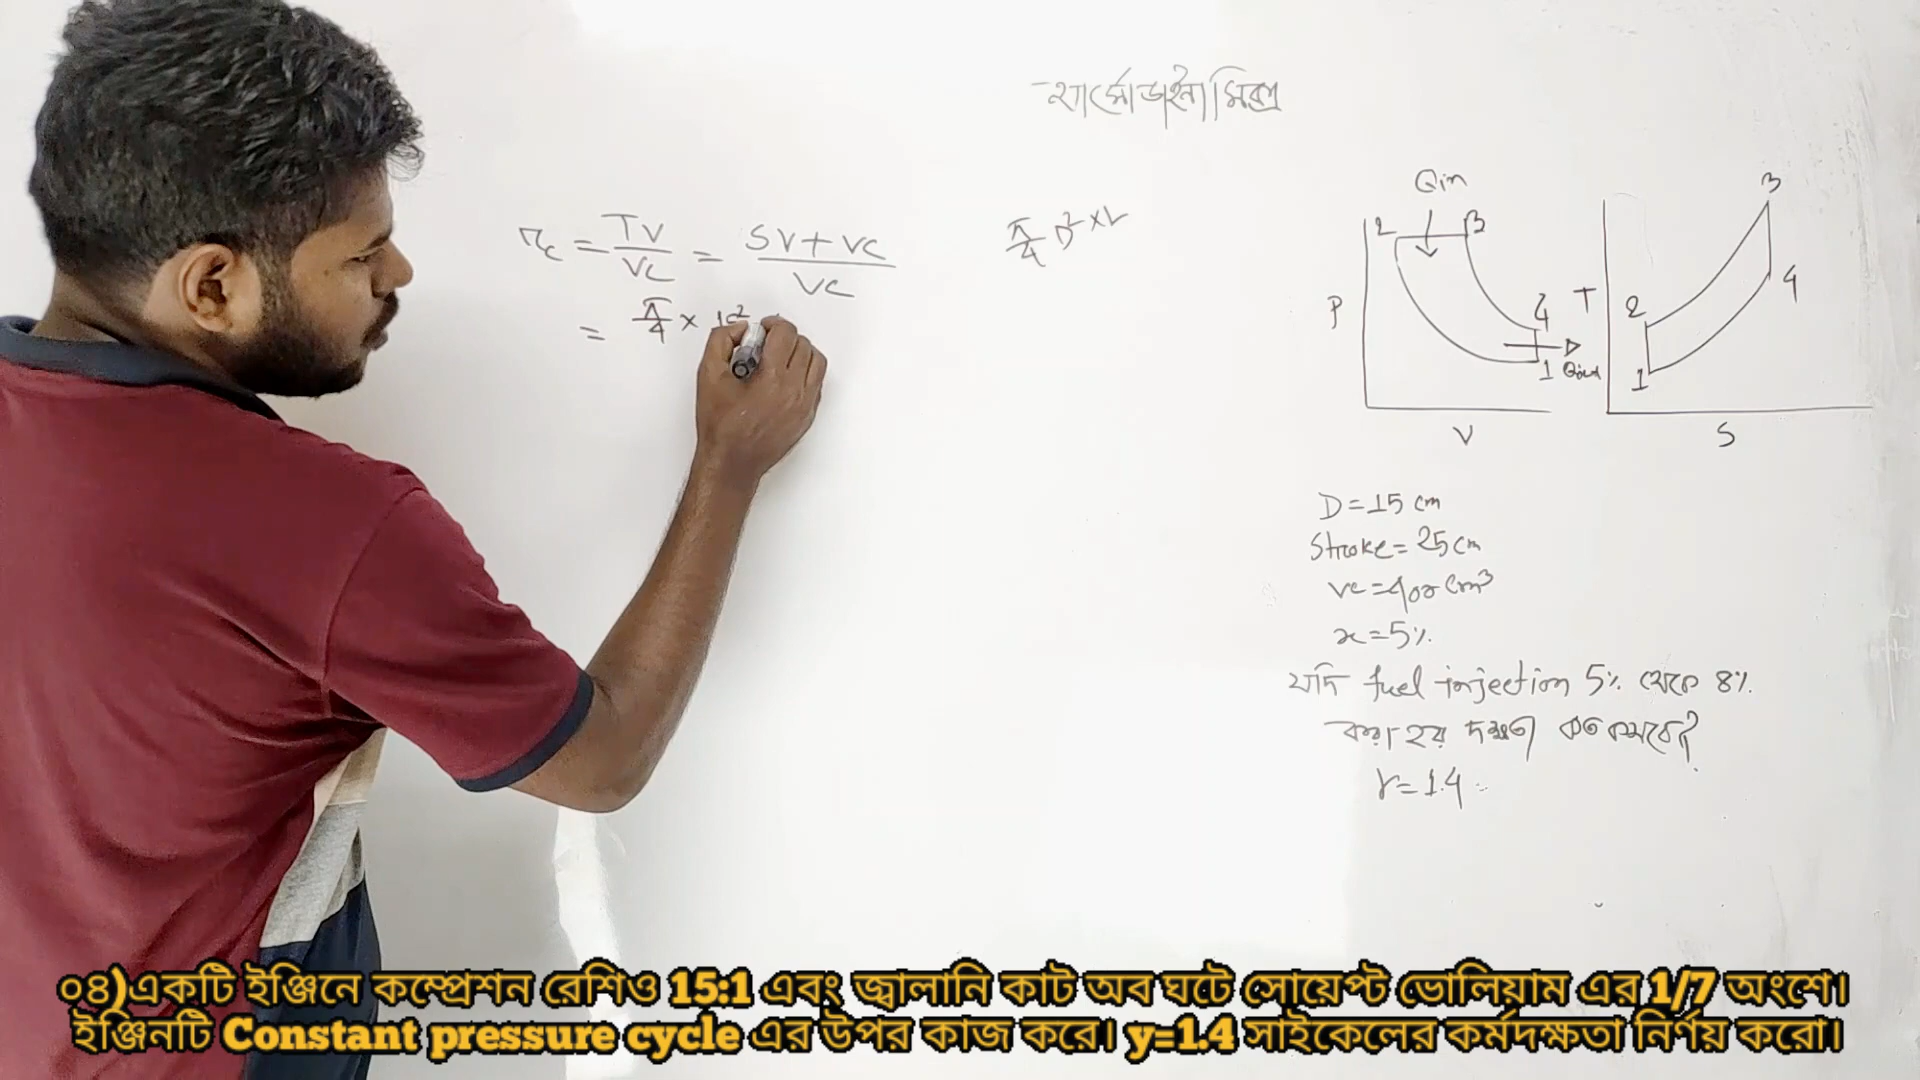 থার্মোডাইনামিক্স
r_c = TV/VC = SV + VC/VC
π/4 D² × L
= π/4 × 15²
Qin
2 3
P
4
1 Qout
V
3
T
2 4
1
S
D = 15 cm
Stroke = 25 cm
Vc = 400 cm³
x = 5%.
যদি fuel injection 5% থেকে 8%.
করা হয় দক্ষতা কত কমবে?
γ = 1.4
০৪)একটি ইঞ্জিনে কম্প্রেশন রেশিও 15:1 এবং জ্বালানি কাট অব ঘটে সোয়েপ্ট ভোলিয়াম এর 1/7 অংশে।
ইঞ্জিনটি Constant pressure cycle এর উপর কাজ করে। y=1.4 সাইকেলের কর্মদক্ষতা নির্ণয় করো।